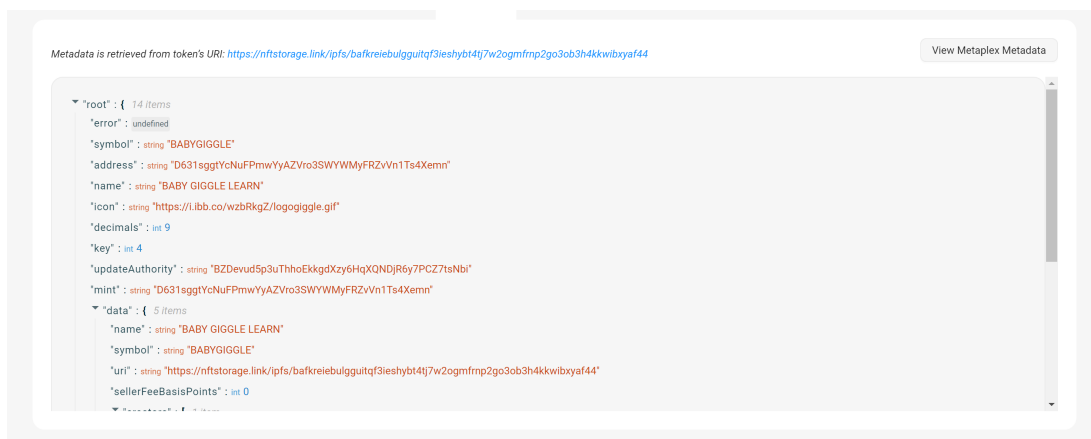 Metadata is retrieved from token's URI: https://nftstorage.link/ipfs/bafkreiebulgguitqf3ieshybt4tj7w2ogmfrnp2go3ob3h4kkwibxyaf44
View Metaplex Metadata
"root" : { 14 items
"error" : undefined
"symbol" : string "BABYGIGGLE"
"address" : string "D631sggtYcNuFPmwYyAZVro3SWYWMyFRZvVn1Ts4Xemn"
"name" : string "BABY GIGGLE LEARN"
"icon" : string "https://i.ibb.co/wzbRkgZ/logogiggle.gif"
"decimals" : int 9
"key" : int 4
"updateAuthority" : string "BZDevud5p3uThhoEkkgdXzy6HqXQNDjR6y7PCZ7tsNbi"
"mint" : string "D631sggtYcNuFPmwYyAZVro3SWYWMyFRZvVn1Ts4Xemn"
"data" : { 5 items
"name" : string "BABY GIGGLE LEARN"
"symbol" : string "BABYGIGGLE"
"uri" : string "https://nftstorage.link/ipfs/bafkreiebulgguitqf3ieshybt4tj7w2ogmfrnp2go3ob3h4kkwibxyaf44"
"sellerFeeBasisPoints" : int 0